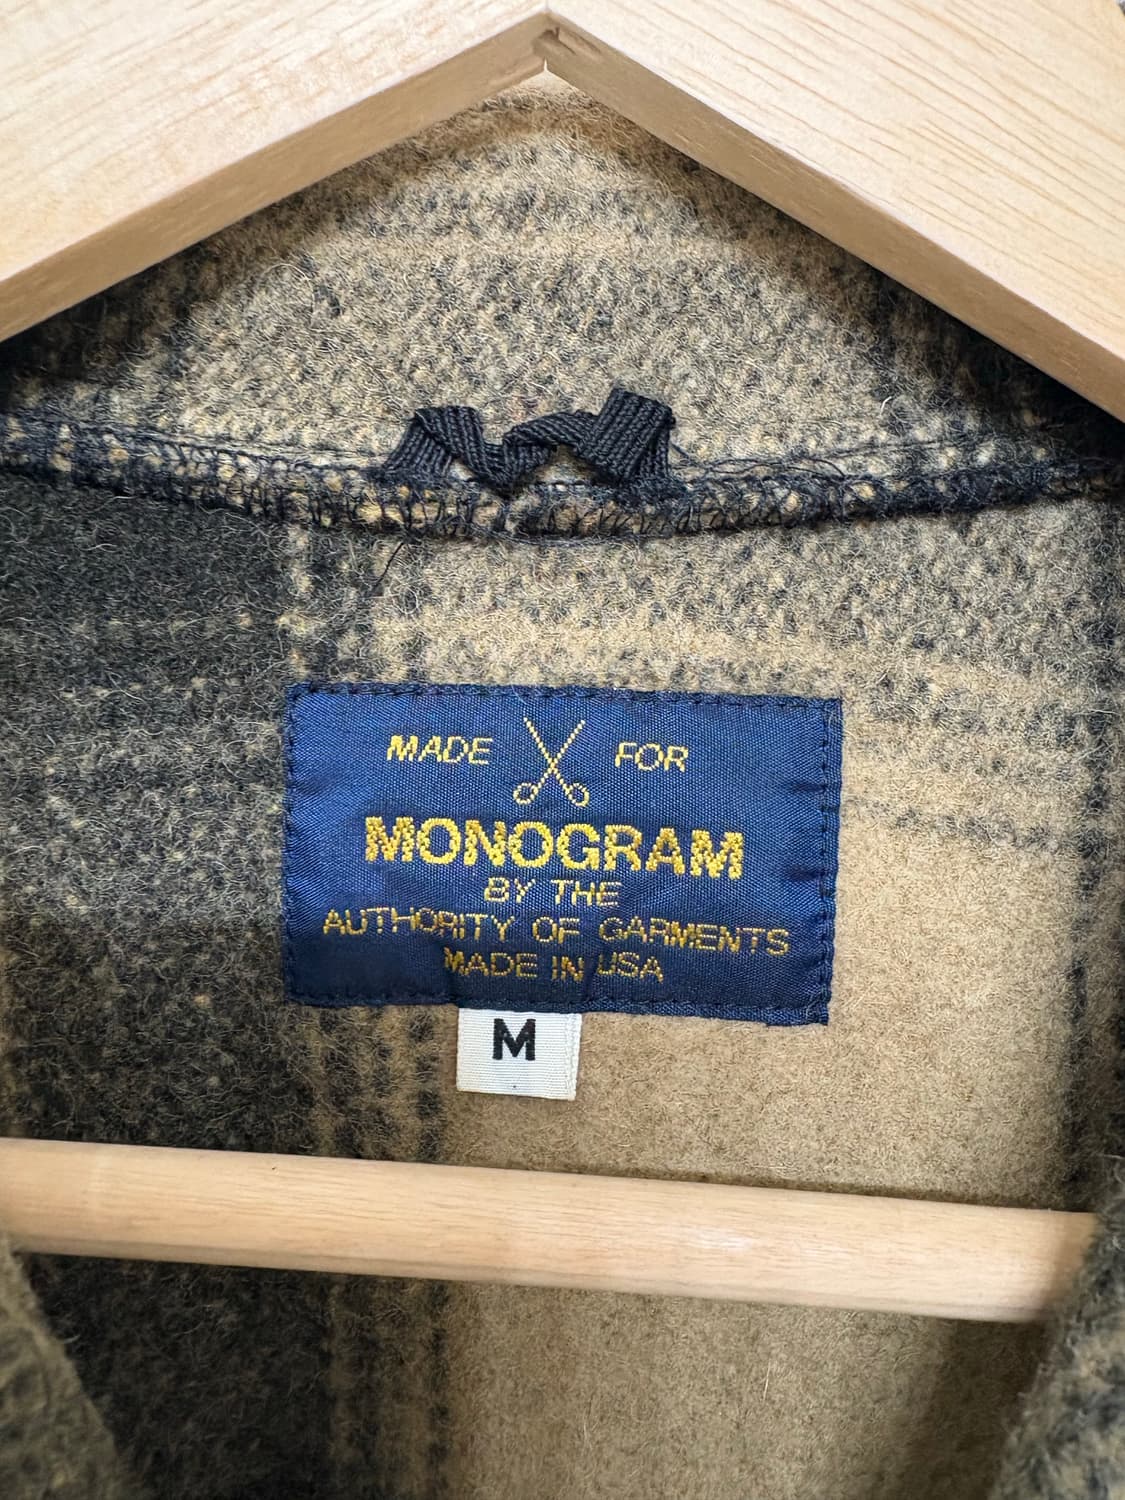 MADE FOR
MONOGRAM
BY THE
AUTHORITY OF GARMENTS
MADE IN USA
M